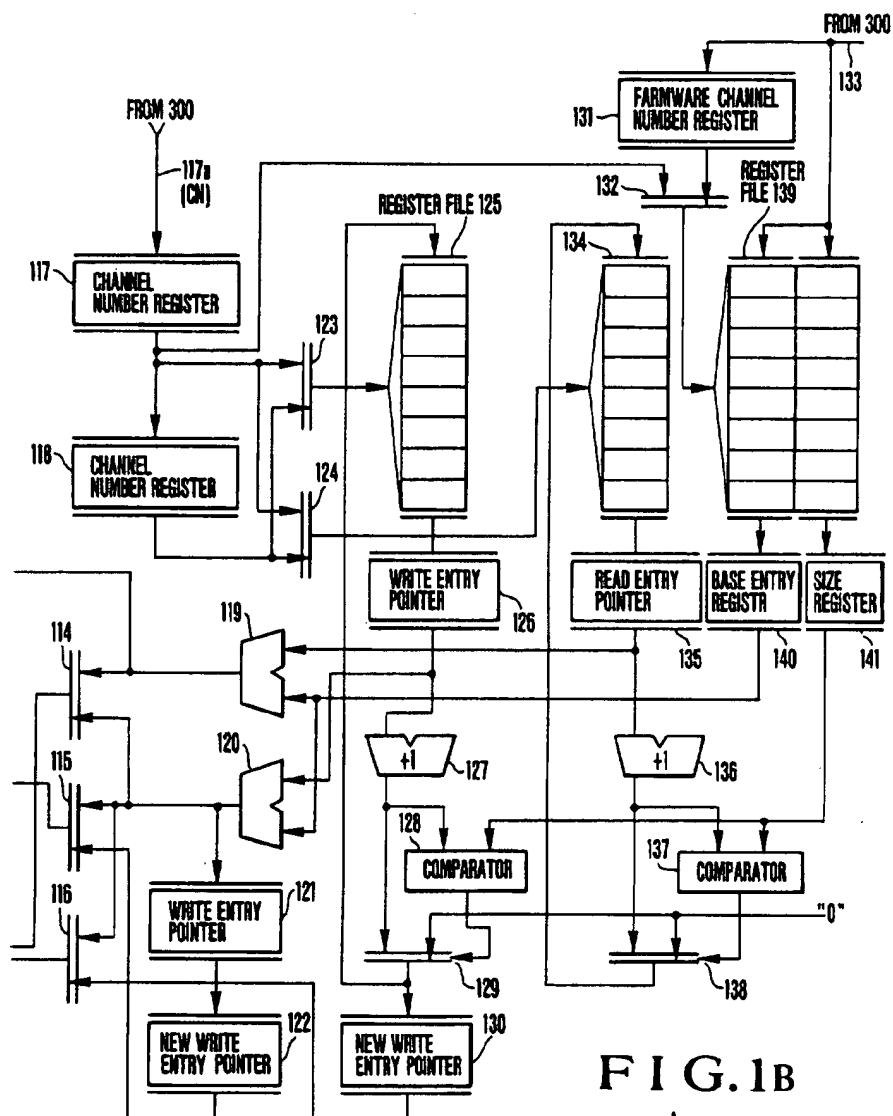 FROM 300
133
FROM 300
131
FARMWARE CHANNEL
NUMBER REGISTER
117a
(CN)
132
REGISTER FILE 125
REGISTER
FILE 139
134
117
CHANNEL
NUMBER REGISTER
123
118
CHANNEL
NUMBER REGISTER
124
WRITE ENTRY
POINTER
126
READ ENTRY
POINTER
135
BASE ENTRY
REGISTR
140
SIZE
REGISTER
141
119
114
120
+1
127
+1
136
115
128
COMPARATOR
137
COMPARATOR
121
WRITE ENTRY
POINTER
116
"0"
129
138
122
NEW WRITE
ENTRY POINTER
130
NEW WRITE
ENTRY POINTER
FIG.1B